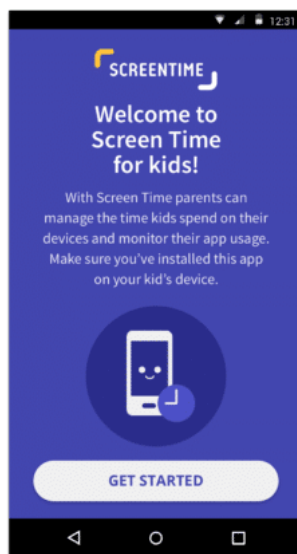 12:31
SCREENTIME
Welcome to
Screen Time
for kids!
With Screen Time parents can
manage the time kids spend on their
devices and monitor their app usage.
Make sure you've installed this app
on your kid's device.
GET STARTED